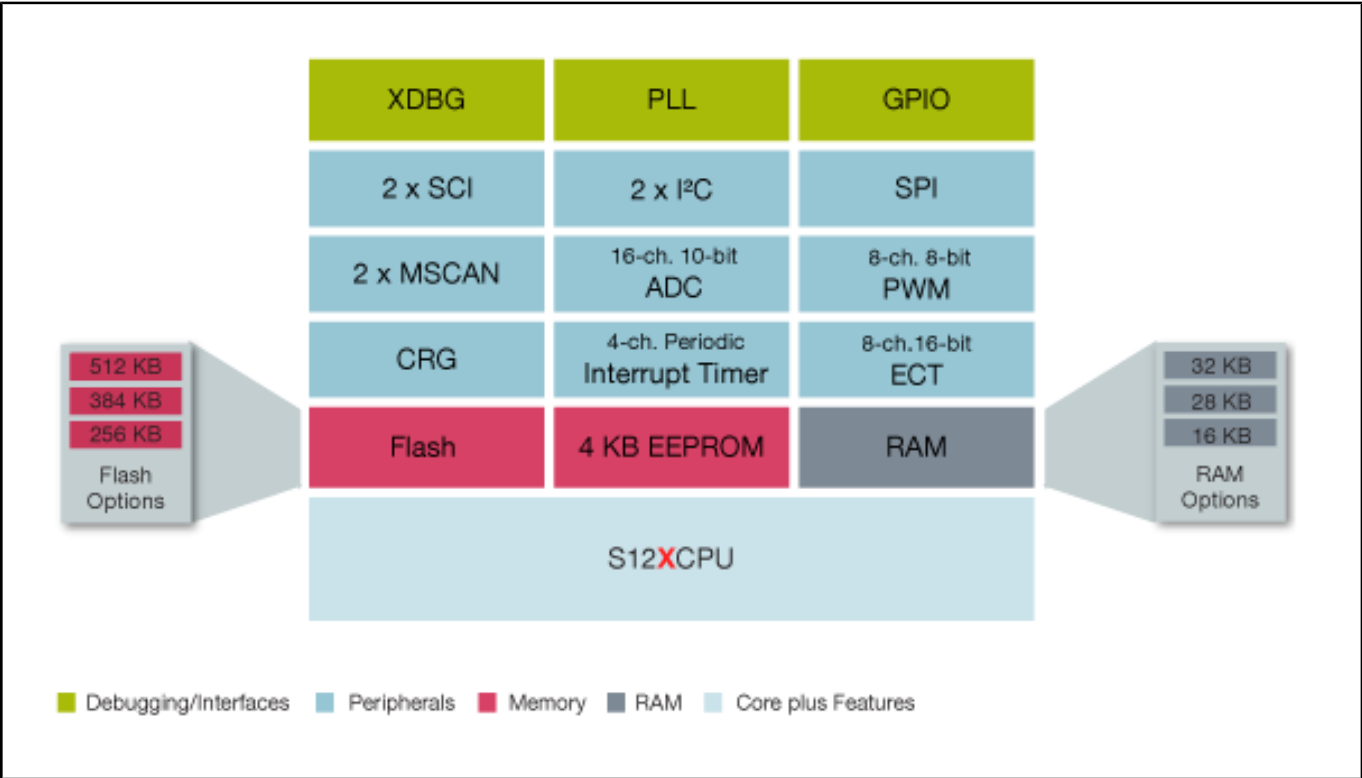 XDBG
PLL
GPIO
2 x SCI
2 x I²C
SPI
2 x MSCAN
16-ch. 10-bit
ADC
8-ch. 8-bit
PWM
CRG
4-ch. Periodic
Interrupt Timer
8-ch.16-bit
ECT
512 KB
384 KB
256 KB
Flash
Options
Flash
4 KB EEPROM
RAM
32 KB
28 KB
16 KB
RAM
Options
S12XCPU
Debugging/Interfaces
Peripherals
Memory
RAM
Core plus Features